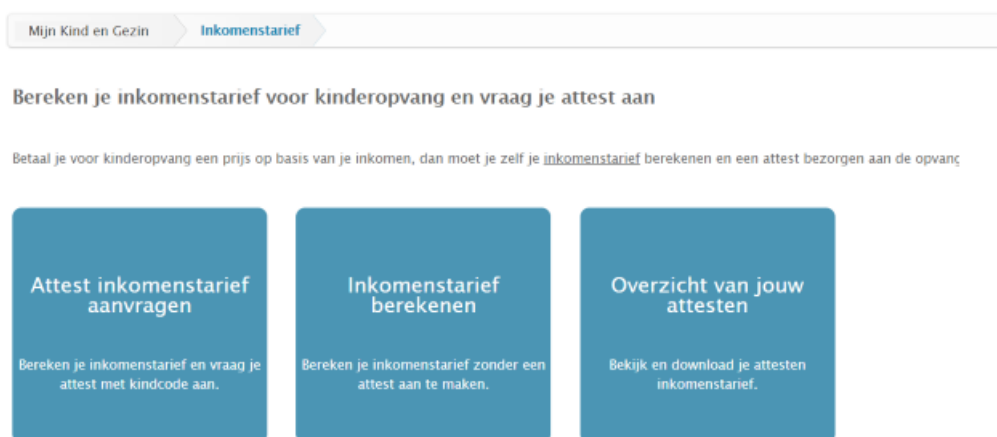 Mijn Kind en Gezin Inkomenstarief
Bereken je inkomenstarief voor kinderopvang en vraag je attest aan
Betaal je voor kinderopvang een prijs op basis van je inkomen, dan moet je zelf je inkomenstarief berekenen en een attest bezorgen aan de opvang
Attest inkomenstarief
aanvragen
Bereken je inkomenstarief en vraag je
attest met kindcode aan.
Inkomenstarief
berekenen
Bereken je inkomenstarief zonder een
attest aan te maken.
Overzicht van jouw
attesten
Bekijk en download je attesten
inkomenstarief.